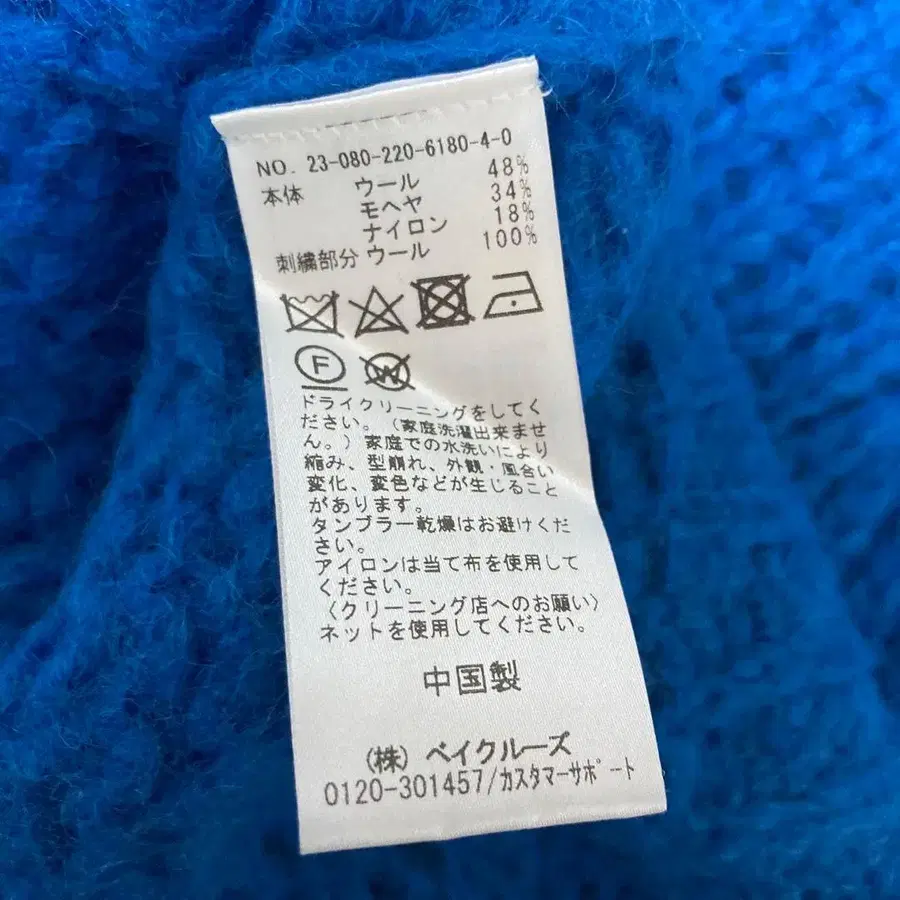 NO. 23-080-220-6180-4-0
本体 ウール 48%
モヘヤ 34%
ナイロン 18%
刺繍部分 ウール 100%
F W
ドライクリーニングをしてく
ださい。（家庭洗濯出来ませ
ん。）家庭での水洗いにより
縮み、型崩れ、外観・風合い
変化、変色などが生じること
があります。
タンブラー乾燥はお避けくだ
さい。
アイロンは当て布を使用して
ください。
〈クリーニング店へのお願い〉
ネットを使用してください。
中国製
(株) ベイクルーズ
0120-301457/カスタマーサポート